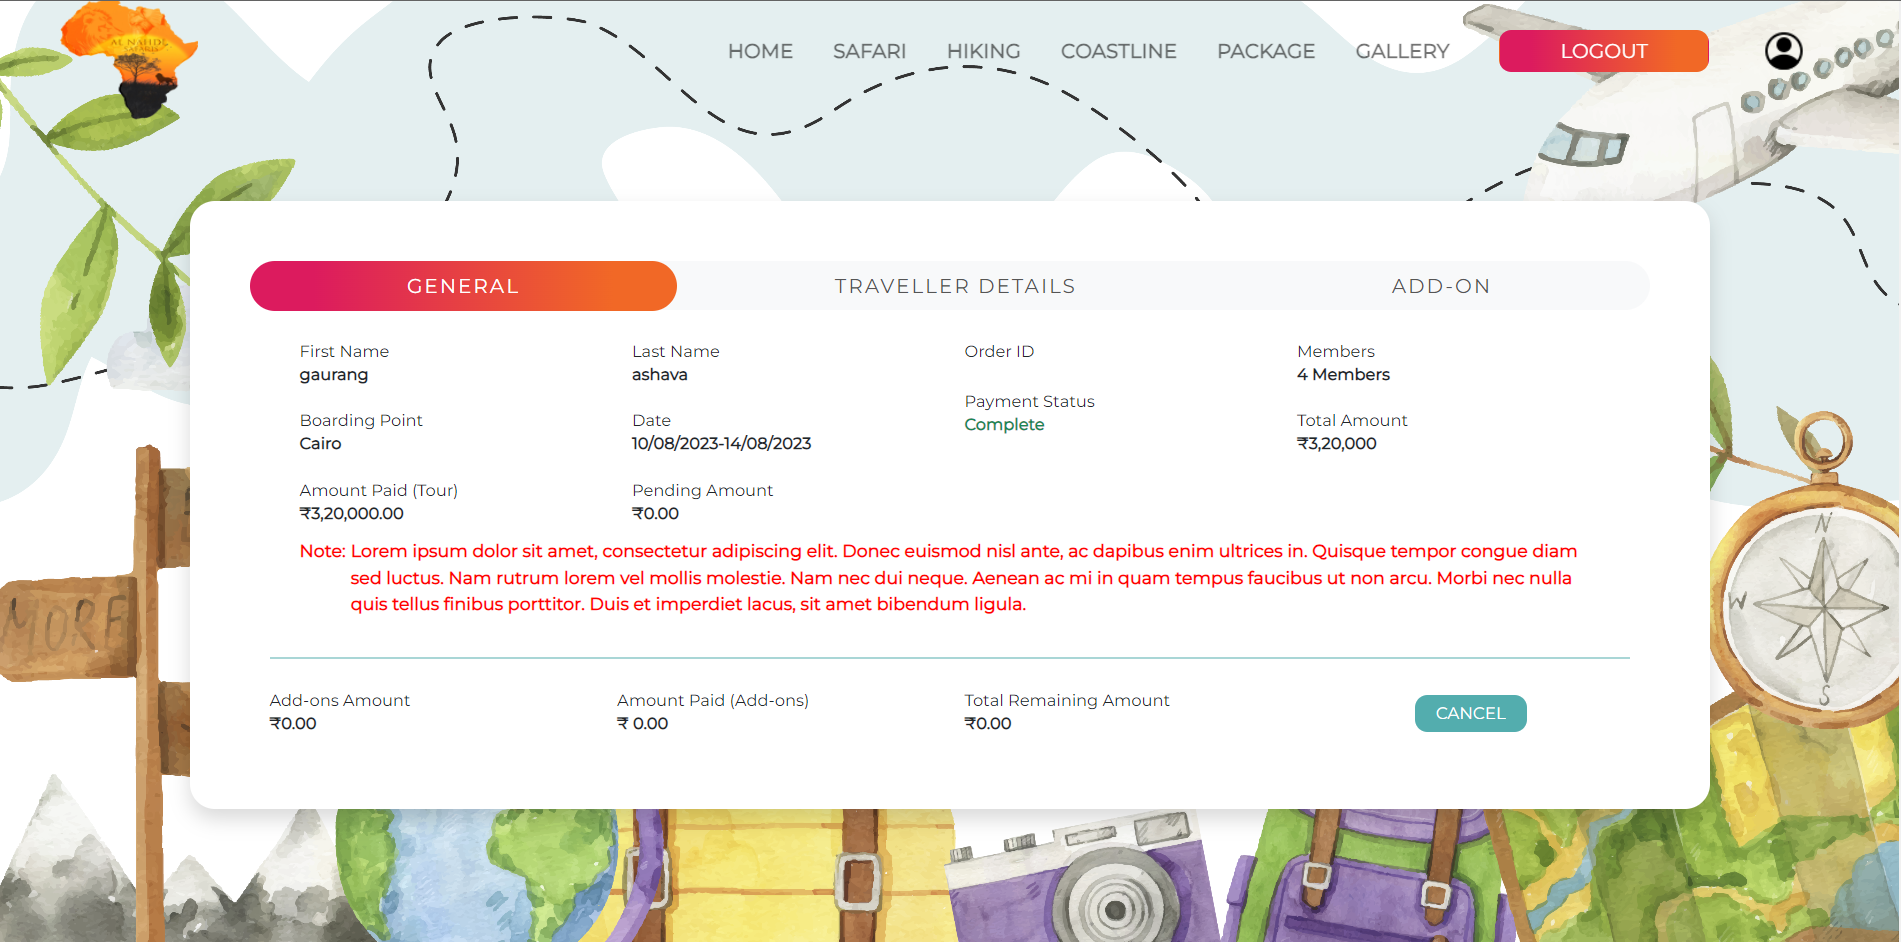 AL NAHDI
SAFARIS
HOME SAFARI HIKING COASTLINE PACKAGE GALLERY LOGOUT
GENERAL TRAVELLER DETAILS ADD-ON
First Name Last Name Order ID Members
gaurang ashava 4 Members
Payment Status
Complete
Boarding Point Date Total Amount
Cairo 10/08/2023-14/08/2023 ₹3,20,000
Amount Paid (Tour) Pending Amount
₹3,20,000.00 ₹0.00
Note: Lorem ipsum dolor sit amet, consectetur adipiscing elit. Donec euismod nisl ante, ac dapibus enim ultrices in. Quisque tempor congue diam
sed luctus. Nam rutrum lorem vel mollis molestie. Nam nec dui neque. Aenean ac mi in quam tempus faucibus ut non arcu. Morbi nec nulla
quis tellus finibus porttitor. Duis et imperdiet lacus, sit amet bibendum ligula.
MORE
N
W
S
Add-ons Amount Amount Paid (Add-ons) Total Remaining Amount
₹0.00 ₹ 0.00 ₹0.00
CANCEL